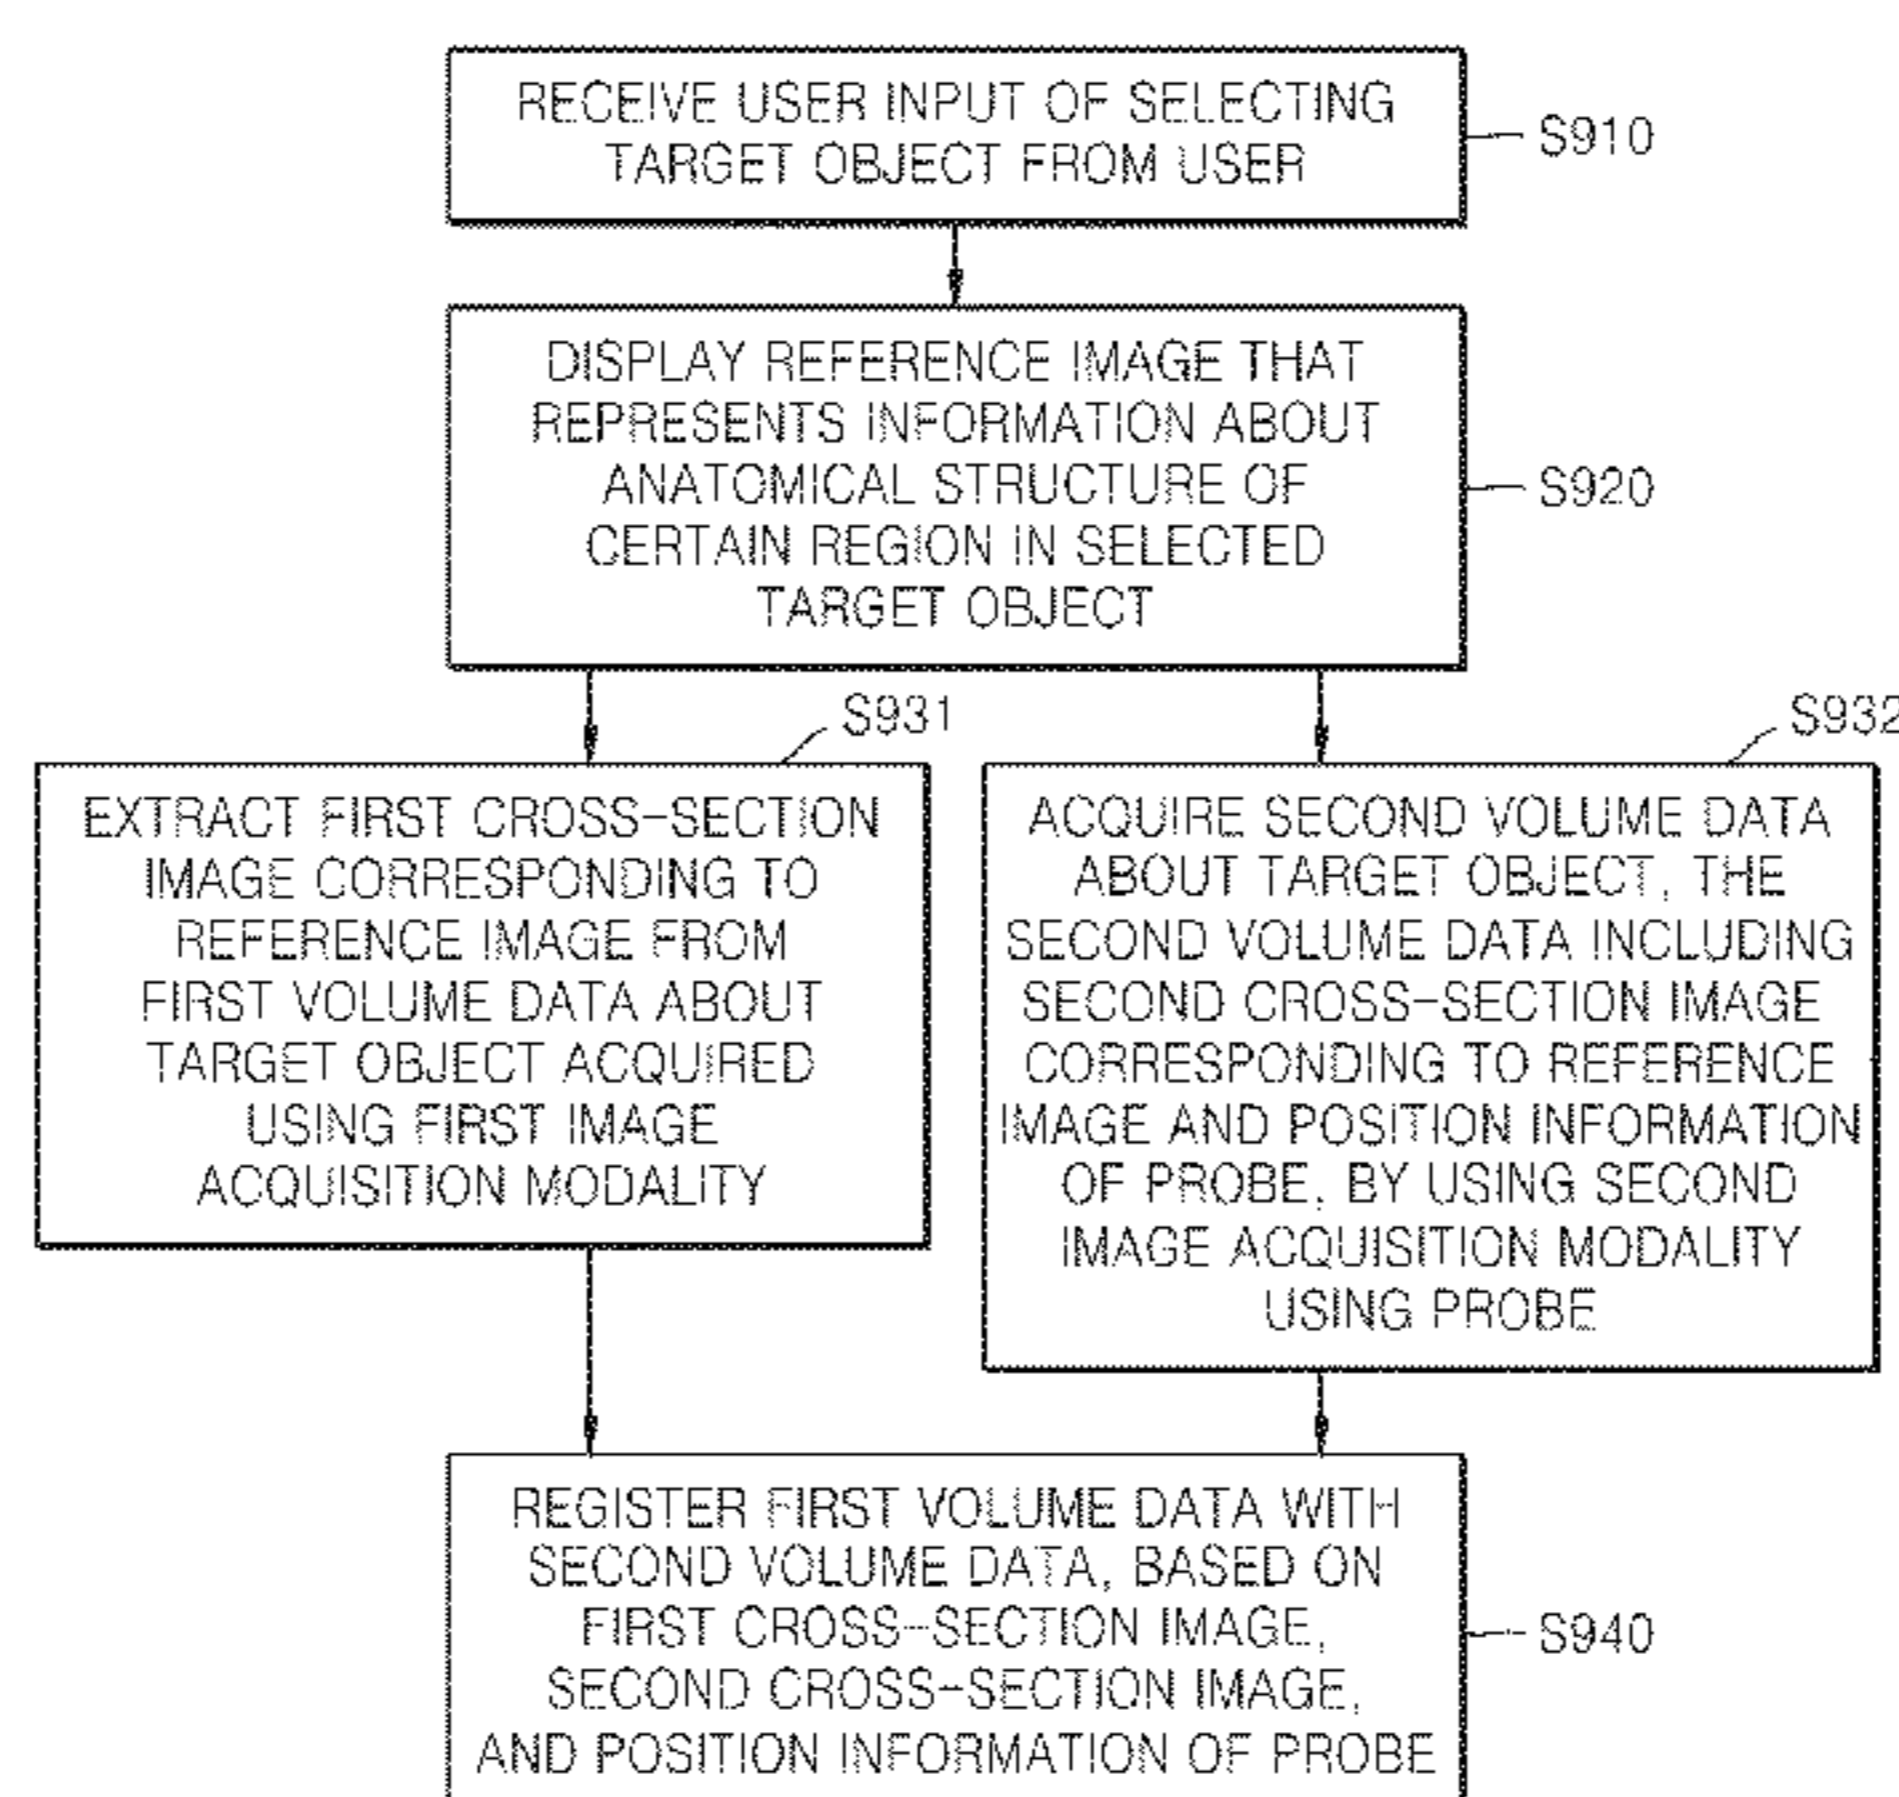 RECEIVE USER INPUT OF SELECTING
TARGET OBJECT FROM USER
S910
DISPLAY REFERENCE IMAGE THAT
REPRESENTS INFORMATION ABOUT
ANATOMICAL STRUCTURE OF
CERTAIN REGION IN SELECTED
TARGET OBJECT
S920
S931
EXTRACT FIRST CROSS-SECTION
IMAGE CORRESPONDING TO
REFERENCE IMAGE FROM
FIRST VOLUME DATA ABOUT
TARGET OBJECT ACQUIRED
USING FIRST IMAGE
ACQUISITION MODALITY
S932
ACQUIRE SECOND VOLUME DATA
ABOUT TARGET OBJECT, THE
SECOND VOLUME DATA INCLUDING
SECOND CROSS-SECTION IMAGE
CORRESPONDING TO REFERENCE
IMAGE AND POSITION INFORMATION
OF PROBE, BY USING SECOND
IMAGE ACQUISITION MODALITY
USING PROBE
REGISTER FIRST VOLUME DATA WITH
SECOND VOLUME DATA, BASED ON
FIRST CROSS-SECTION IMAGE,
SECOND CROSS-SECTION IMAGE,
AND POSITION INFORMATION OF PROBE
S940